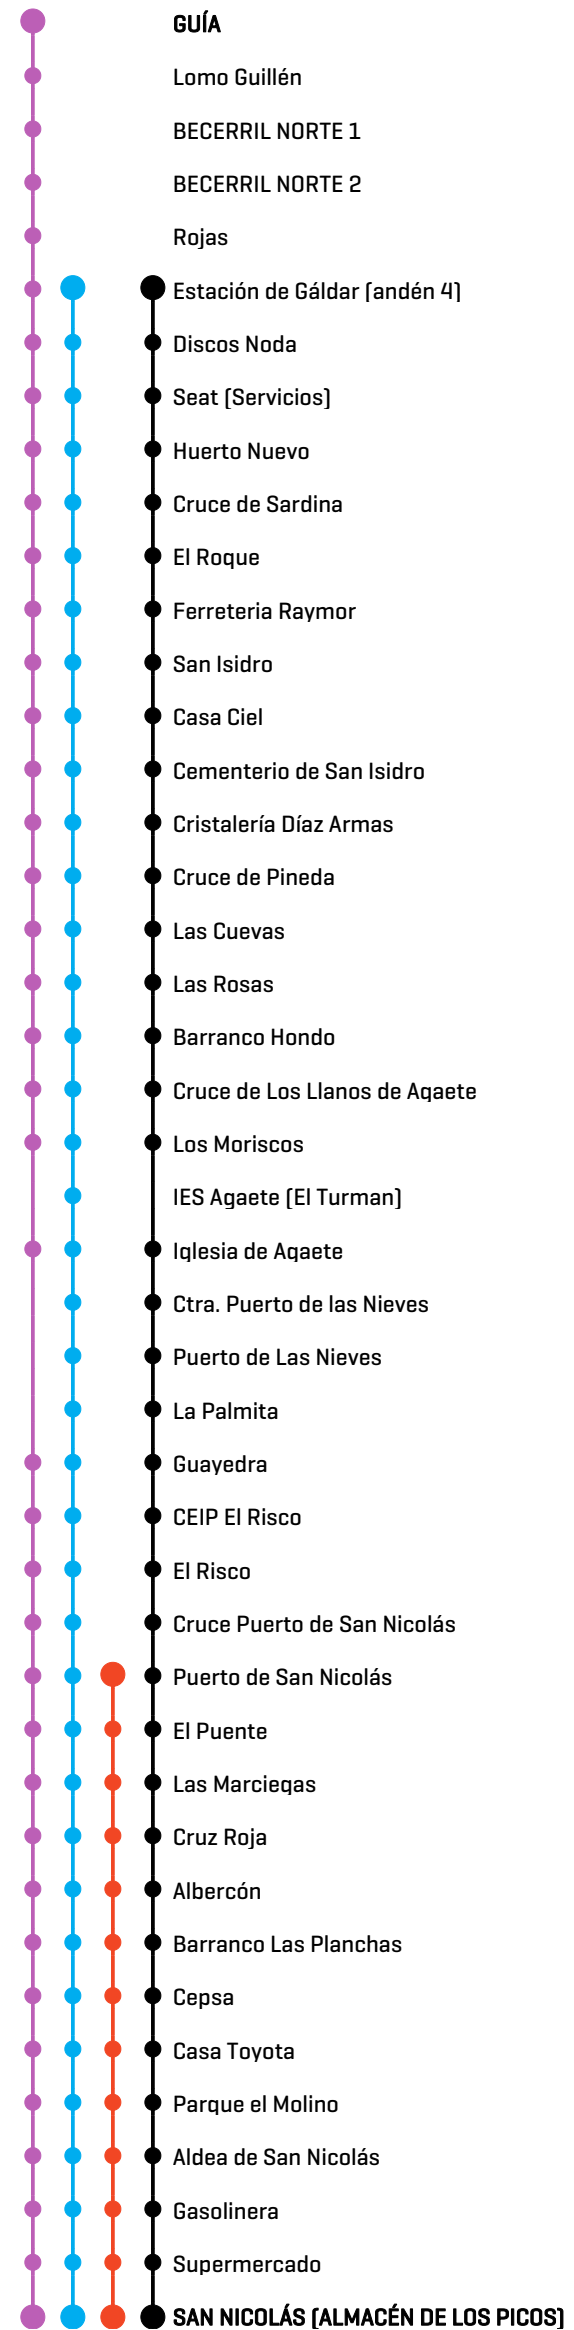 GUÍA
Lomo Guillén
BECERRIL NORTE 1
BECERRIL NORTE 2
Rojas
Estación de Gáldar (andén 4)
Discos Noda
Seat (Servicios)
Huerto Nuevo
Cruce de Sardina
El Roque
Ferreteria Raymor
San Isidro
Casa Ciel
Cementerio de San Isidro
Cristalería Díaz Armas
Cruce de Pineda
Las Cuevas
Las Rosas
Barranco Hondo
Cruce de Los Llanos de Agaete
Los Moriscos
IES Agaete (El Turman)
Iglesia de Agaete
Ctra. Puerto de las Nieves
Puerto de Las Nieves
La Palmita
Guayedra
CEIP El Risco
El Risco
Cruce Puerto de San Nicolás
Puerto de San Nicolás
El Puente
Las Marciegas
Cruz Roja
Albercón
Barranco Las Planchas
Cepsa
Casa Toyota
Parque el Molino
Aldea de San Nicolás
Gasolinera
Supermercado
SAN NICOLÁS (ALMACÉN DE LOS PICOS)